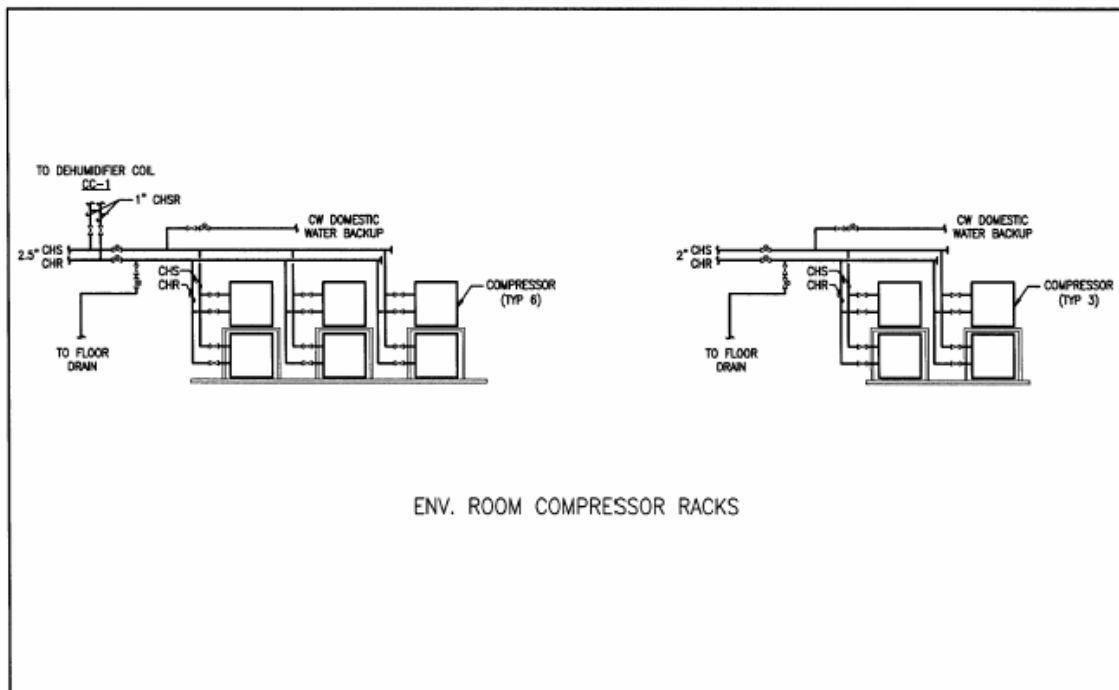 TO DEHUMIDIFIER COIL
CC-1
1" CHSR
CW DOMESTIC
WATER BACKUP
2.5" CHS
CHR
CHS
CHR
COMPRESSOR
(TYP 6)
TO FLOOR
DRAIN
CW DOMESTIC
WATER BACKUP
2" CHS
CHR
CHS
CHR
COMPRESSOR
(TYP 3)
TO FLOOR
DRAIN
ENV. ROOM COMPRESSOR RACKS